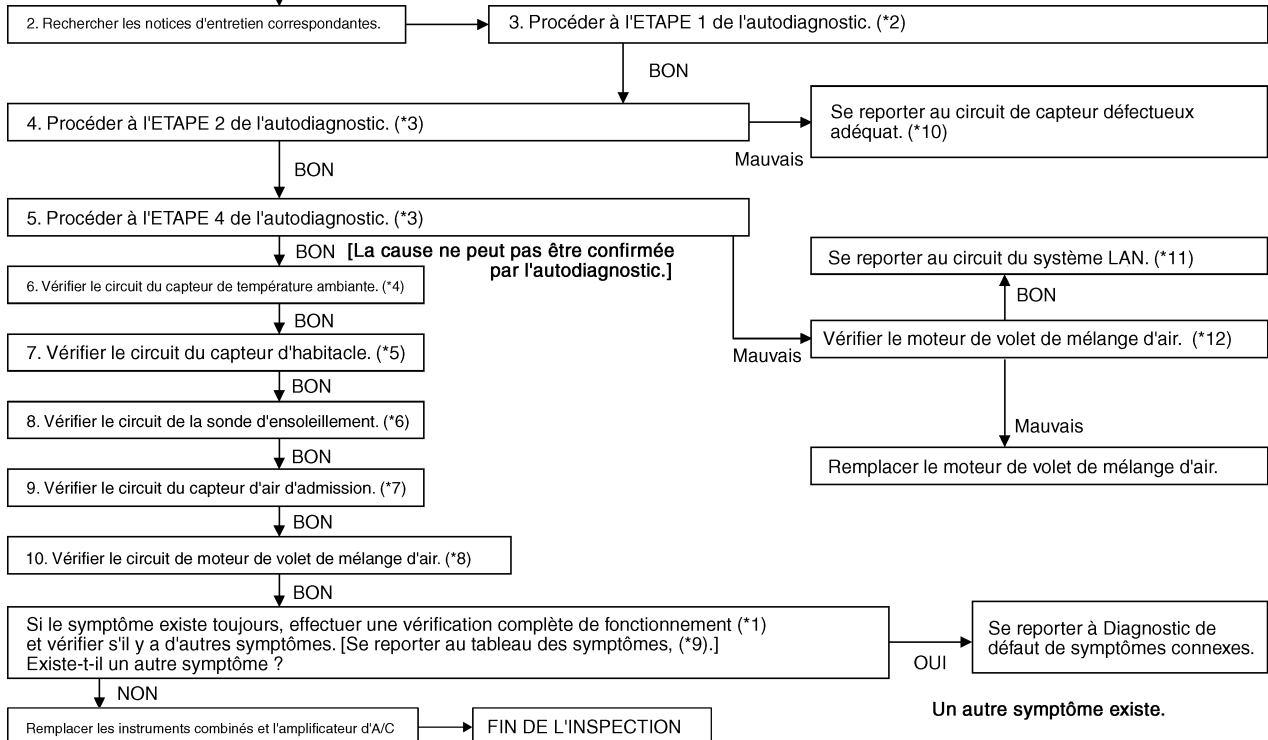 2. Rechercher les notices d'entretien correspondantes.
3. Procéder à l'ETAPE 1 de l'autodiagnostic. (*2)
BON
4. Procéder à l'ETAPE 2 de l'autodiagnostic. (*3)
Mauvais
Se reporter au circuit de capteur défectueux
adéquat. (*10)
BON
5. Procéder à l'ETAPE 4 de l'autodiagnostic. (*3)
BON
[La cause ne peut pas être confirmée
par l'autodiagnostic.]
Se reporter au circuit du système LAN. (*11)
BON
Mauvais
Vérifier le moteur de volet de mélange d'air. (*12)
Mauvais
Remplacer le moteur de volet de mélange d'air.
6. Vérifier le circuit du capteur de température ambiante. (*4)
BON
7. Vérifier le circuit du capteur d'habitacle. (*5)
BON
8. Vérifier le circuit de la sonde d'ensoleillement. (*6)
BON
9. Vérifier le circuit du capteur d'air d'admission. (*7)
BON
10. Vérifier le circuit de moteur de volet de mélange d'air. (*8)
BON
Si le symptôme existe toujours, effectuer une vérification complète de fonctionnement (*1)
et vérifier s'il y a d'autres symptômes. [Se reporter au tableau des symptômes, (*9).]
Existe-t-il un autre symptôme ?
OUI
Se reporter à Diagnostic de
défaut de symptômes connexes.
Un autre symptôme existe.
NON
Remplacer les instruments combinés et l'amplificateur d'A/C
FIN DE L'INSPECTION